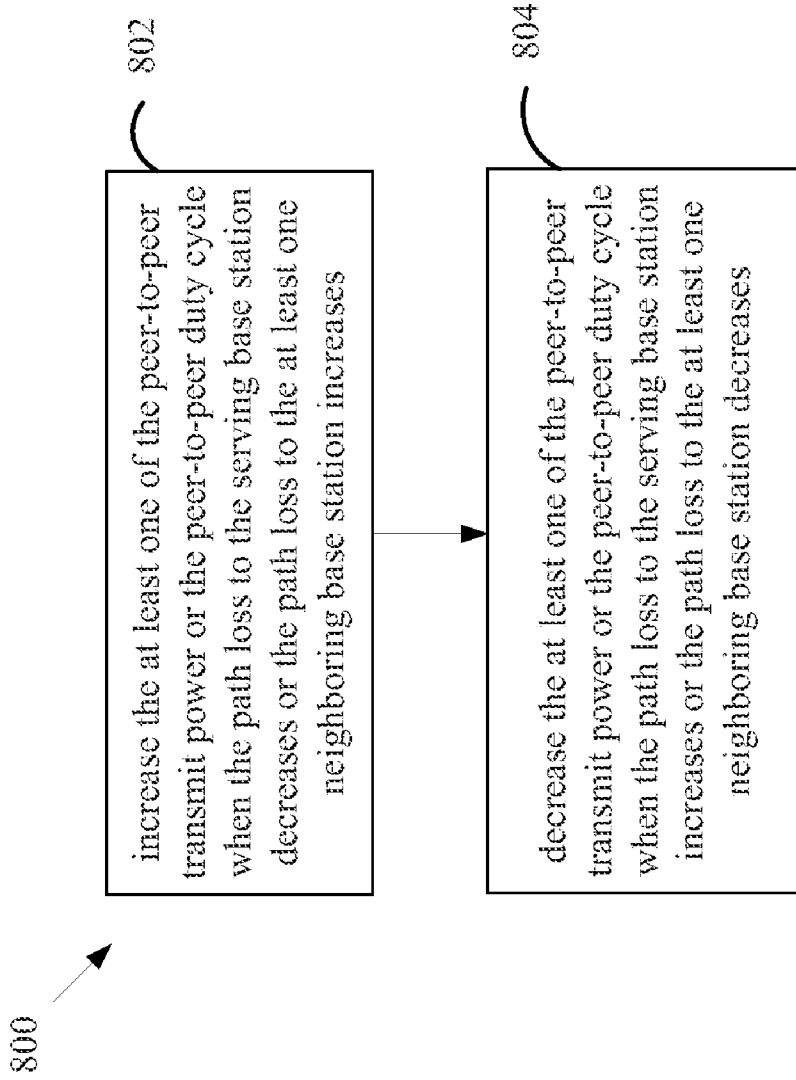 800
802
increase the at least one of the peer-to-peer
transmit power or the peer-to-peer duty cycle
when the path loss to the serving base station
decreases or the path loss to the at least one
neighboring base station increases
804
decrease the at least one of the peer-to-peer
transmit power or the peer-to-peer duty cycle
when the path loss to the serving base station
increases or the path loss to the at least one
neighboring base station decreases